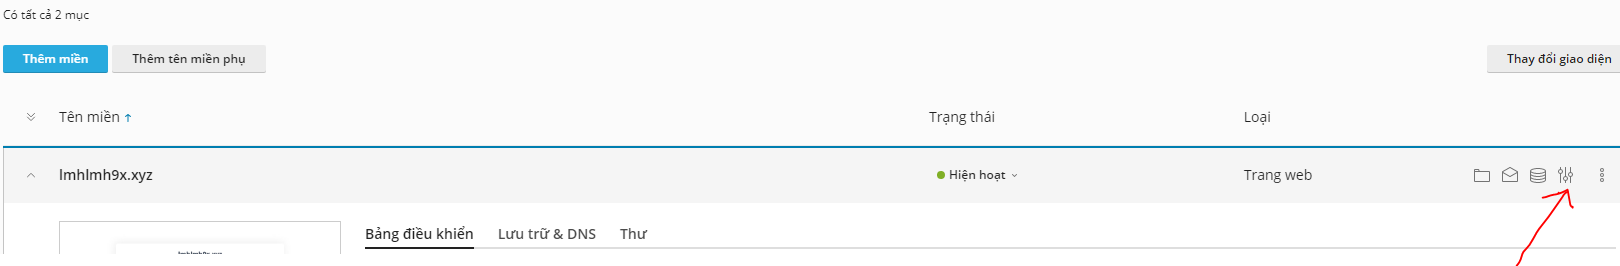 Có tất cả 2 mục
Thêm miền Thêm tên miền phụ Thay đổi giao diện
Tên miền ↑ Trạng thái Loại
lmhlmh9x.xyz Hiện hoạt Trang web
Bảng điều khiển Lưu trữ & DNS Thư